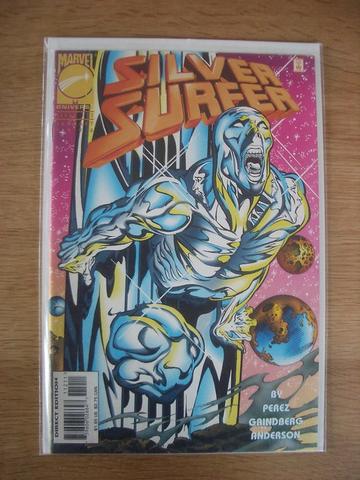 MARVEL
SILVER
SURFER
DIRECT EDITION
BY
PEREZ
GRINDBERG
ANDERSON